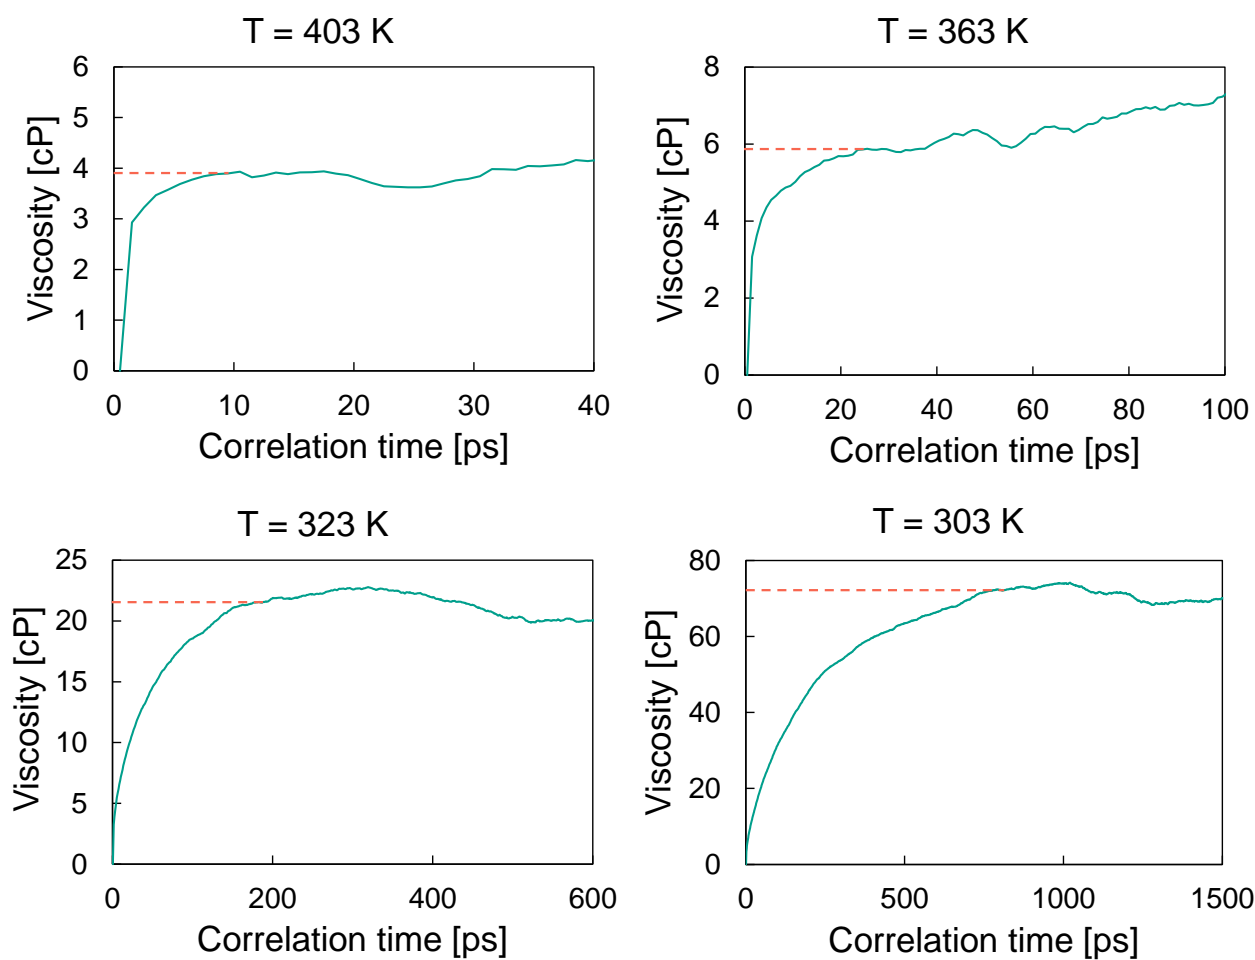 T = 403 K
Viscosity [cP]
6
5
4
3
2
1
0
0 10 20 30 40
Correlation time [ps]
T = 363 K
Viscosity [cP]
8
6
4
2
0
0 20 40 60 80 100
Correlation time [ps]
T = 323 K
Viscosity [cP]
25
20
15
10
5
0
0 200 400 600
Correlation time [ps]
T = 303 K
Viscosity [cP]
80
60
40
20
0
0 500 1000 1500
Correlation time [ps]